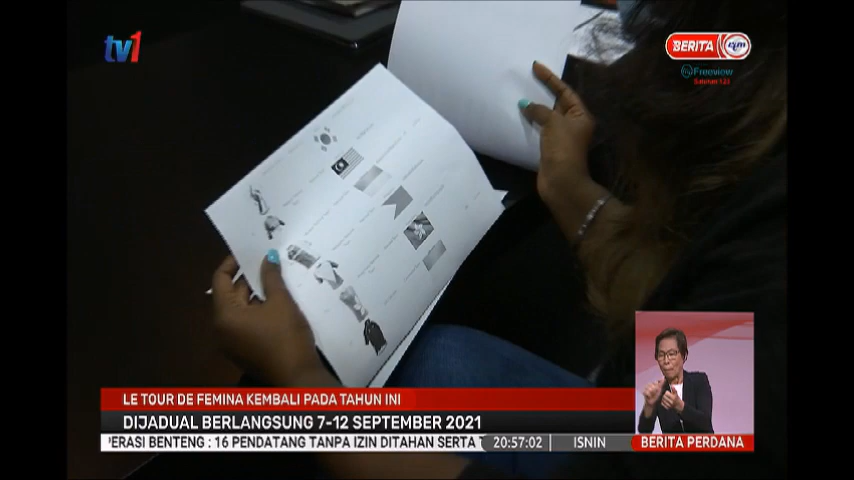 tv1
BERITA rtm
Freeview
Saluran 123
LE TOUR DE FEMINA KEMBALI PADA TAHUN INI
DIJADUAL BERLANGSUNG 7-12 SEPTEMBER 2021
ERASI BENTENG : 16 PENDATANG TANPA IZIN DITAHAN SERTA
20:57:02
ISNIN
BERITA PERDANA